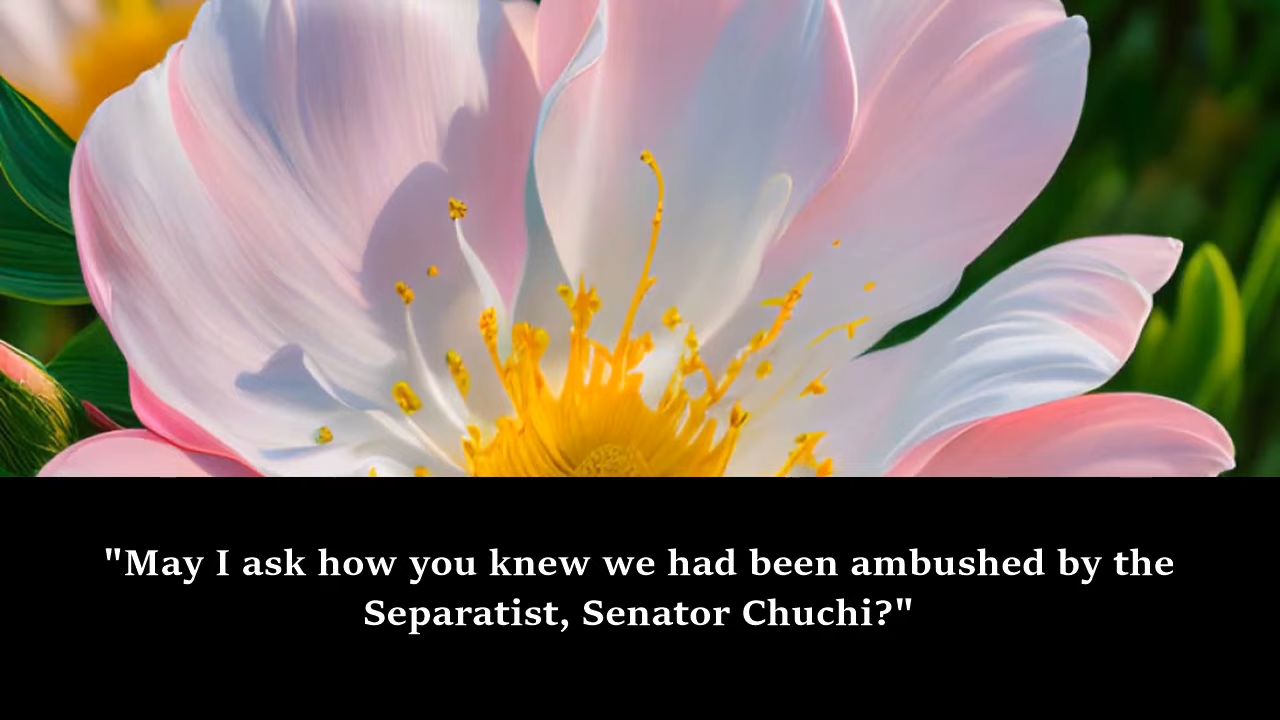 "May I ask how you knew we had been ambushed by the
Separatist, Senator Chuchi?"